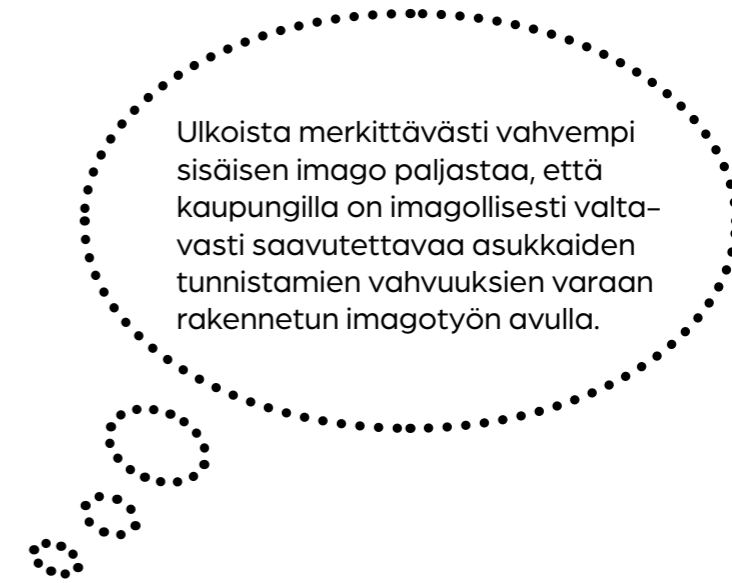 Ulkoista merkittävästi vahvempi
sisäisen imago paljastaa, että
kaupungilla on imagollisesti valta-
vasti saavutettavaa asukkaiden
tunnistamien vahvuuksien varaan
rakennetun imagotyön avulla.